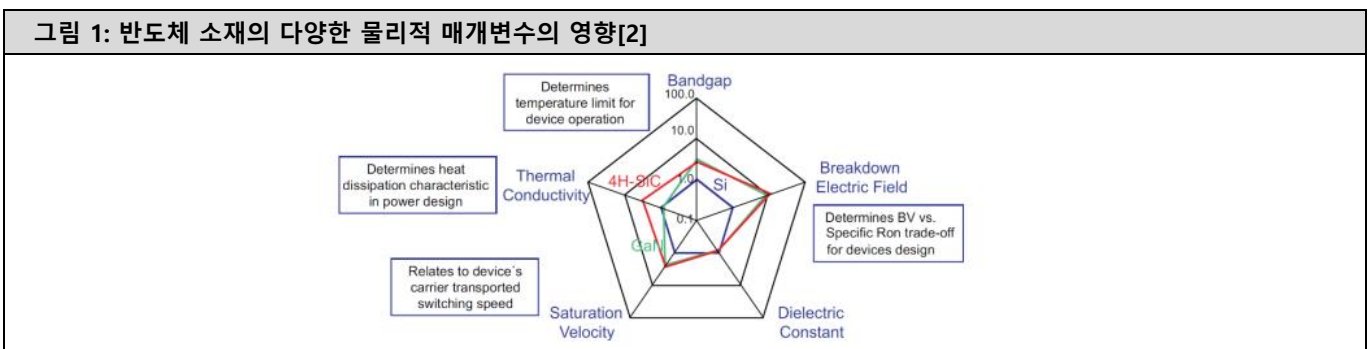 그림 1: 반도체 소재의 다양한 물리적 매개변수의 영향[2]
Determines
temperature limit for
device operation
Bandgap
100.0
10.0
1.0
0.1
Determines heat
dissipation characteristic
in power design
Thermal
Conductivity
4H-SiC
Si
GaN
Breakdown
Electric Field
Determines BV vs.
Specific Ron trade-off
for devices design
Relates to device´s
carrier transported
switching speed
Saturation
Velocity
Dielectric
Constant